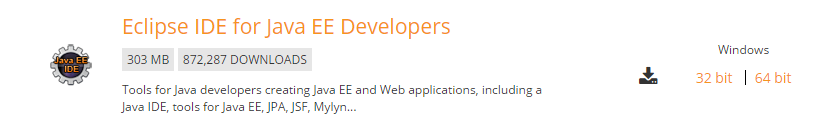 Eclipse IDE for Java EE Developers
303 MB 872,287 DOWNLOADS
Java EE
IDE
Tools for Java developers creating Java EE and Web applications, including a
Java IDE, tools for Java EE, JPA, JSF, Mylyn...
Windows
32 bit | 64 bit